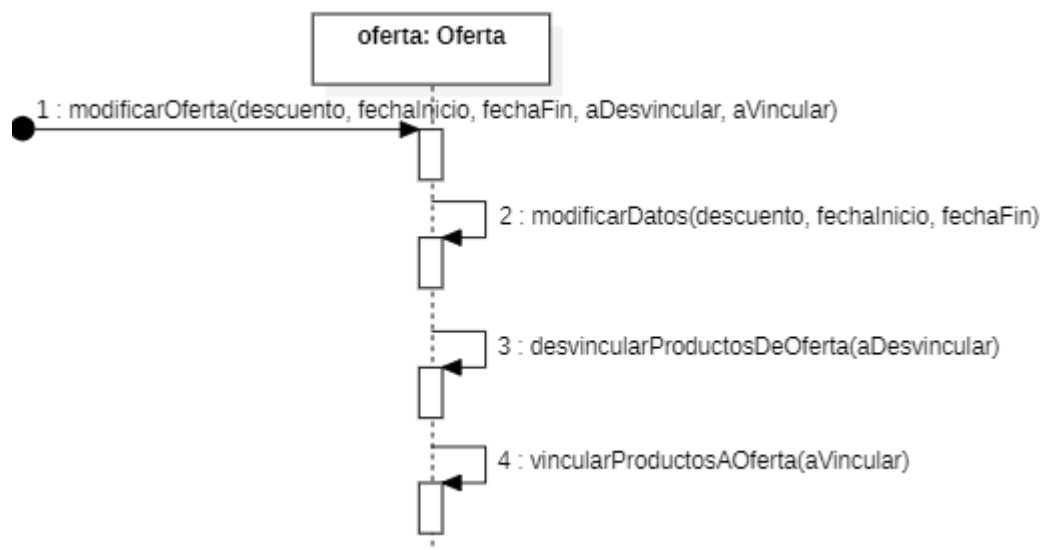 oferta: Oferta
1 : modificarOferta(descuento, fechaInicio, fechaFin, aDesvincular, aVincular)
2 : modificarDatos(descuento, fechaInicio, fechaFin)
3 : desvincularProductosDeOferta(aDesvincular)
4 : vincularProductosAOferta(aVincular)